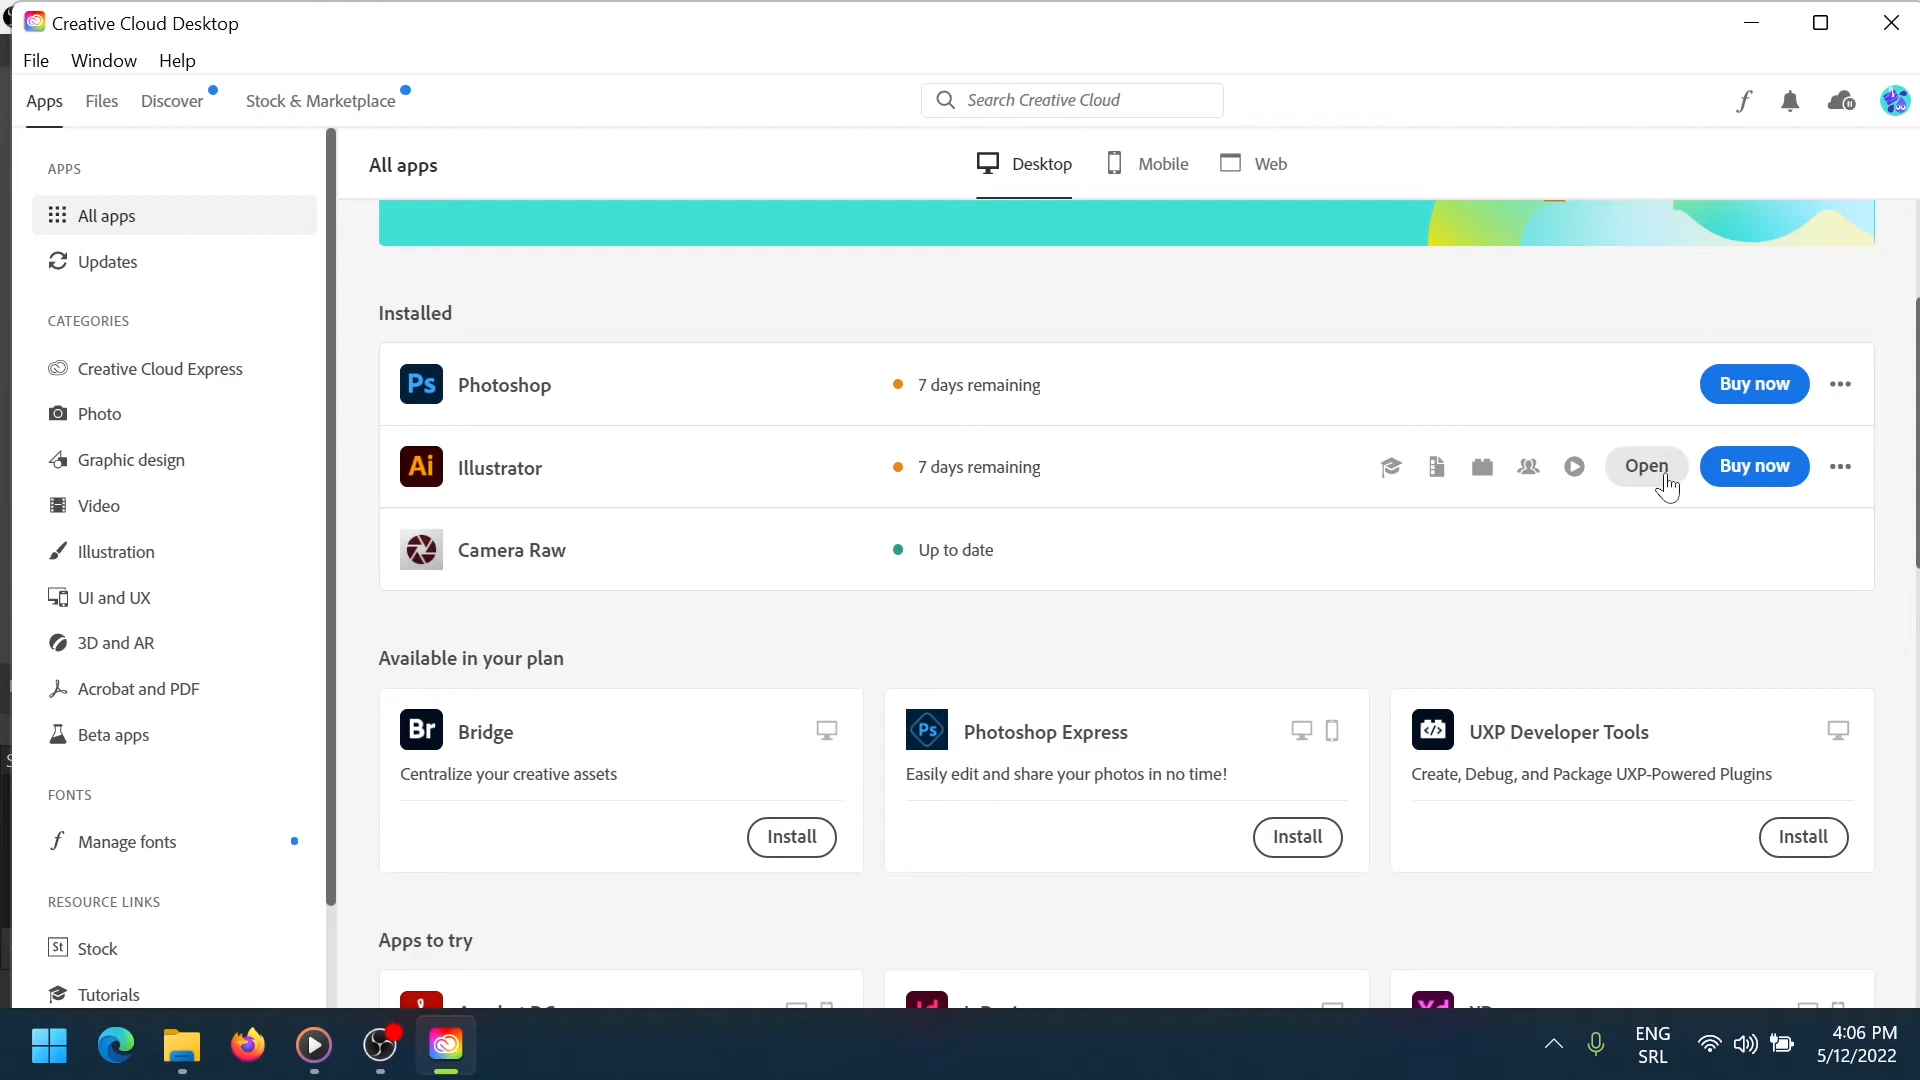 Creative Cloud Desktop
File Window Help
Apps Files Discover Stock & Marketplace
Search Creative Cloud
APPS
All apps
Updates
CATEGORIES
Creative Cloud Express
Photo
Graphic design
Video
Illustration
UI and UX
3D and AR
Acrobat and PDF
Beta apps
FONTS
Manage fonts
RESOURCE LINKS
St Stock
Tutorials
All apps
Desktop Mobile Web
Installed
Ps Photoshop 7 days remaining Buy now
Ai Illustrator 7 days remaining Open Buy now
Camera Raw Up to date
Available in your plan
Br Bridge
Centralize your creative assets
Install
Ps Photoshop Express
Easily edit and share your photos in no time!
Install
UXP Developer Tools
Create, Debug, and Package UXP-Powered Plugins
Install
Apps to try
ENG
SRL
4:06 PM
5/12/2022